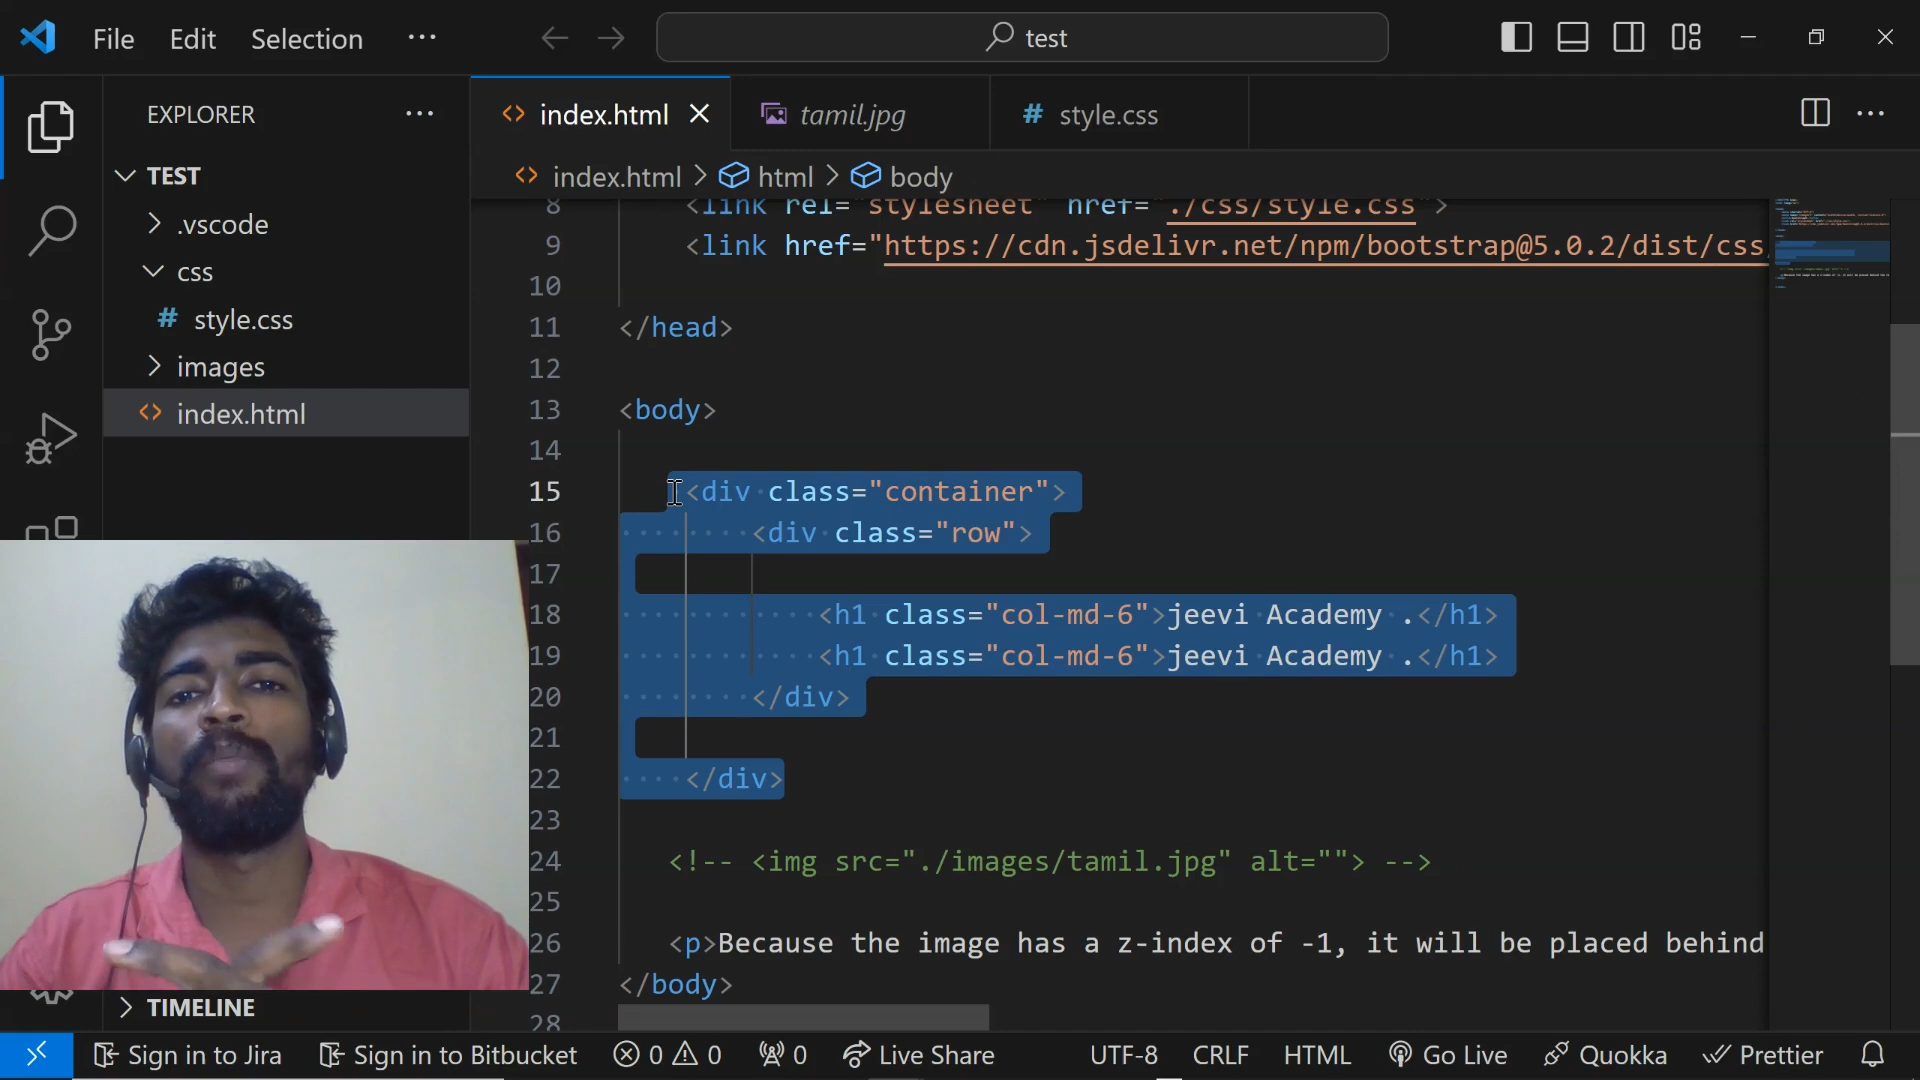 File Edit Selection ···
test
EXPLORER ···
TEST
.vscode
css
# style.css
images
<> index.html
TIMELINE
<> index.html ×
tamil.jpg
# style.css
···
<> index.html > html > body
8 <link rel="stylesheet" href="./css/style.css">
9 <link href="https://cdn.jsdelivr.net/npm/bootstrap@5.0.2/dist/css/
10
11 </head>
12
13 <body>
14
15 <div class="container">
16 <div class="row">
17
18 <h1 class="col-md-6">jeevi Academy .</h1>
19 <h1 class="col-md-6">jeevi Academy .</h1>
20 </div>
21
22 </div>
23
24 <!-- <img src="./images/tamil.jpg" alt=""> -->
25
26 <p>Because the image has a z-index of -1, it will be placed behind
27 </body>
28
Sign in to Jira Sign in to Bitbucket 0 0 0 Live Share UTF-8 CRLF HTML Go Live Quokka Prettier